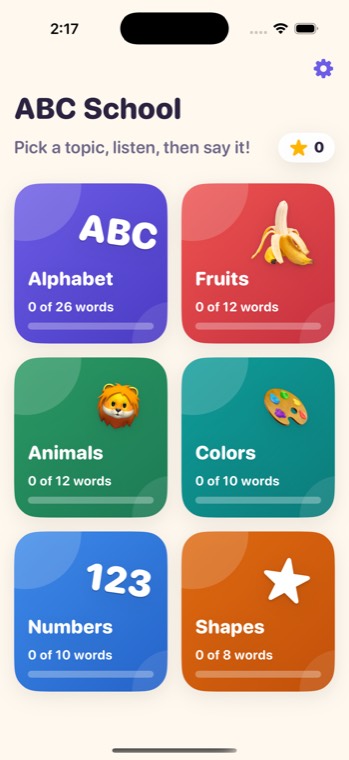 2:17
ABC School
Pick a topic, listen, then say it!
0
ABC
Alphabet
0 of 26 words
Fruits
0 of 12 words
Animals
0 of 12 words
Colors
0 of 10 words
123
Numbers
0 of 10 words
Shapes
0 of 8 words